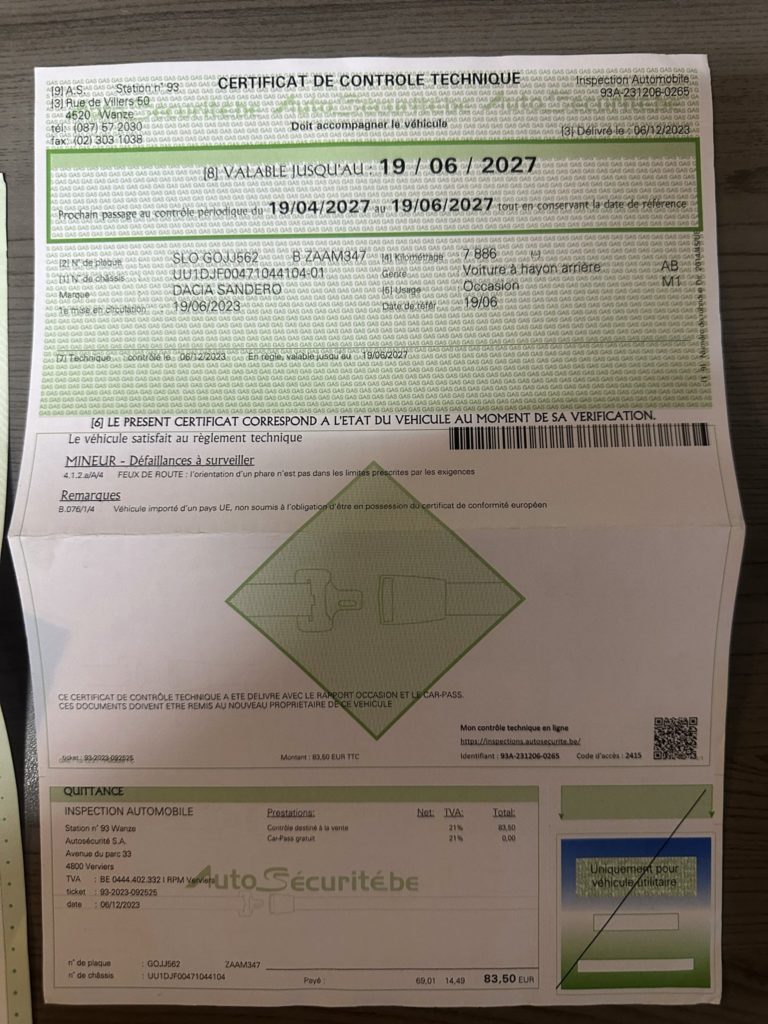 [9] A.S. Station n° 93
[3] Rue de Villers 50
4520 Wanze
tél: (087) 57 2030
fax: (02) 303 1038
CERTIFICAT DE CONTROLE TECHNIQUE
Doit accompagner le véhicule
Inspection Automobile
93A-231206-0265
[3] Délivré le : 06/12/2023
[8] VALABLE JUSQU'AU : 19 / 06 / 2027
Prochain passage au contrôle périodique du 19/04/2027 au 19/06/2027 tout en conservant la date de référence
[2] N° de plaque SLO GOJJ562 B ZAAM347 [4] Kilométrage 7 886
[1] N° de châssis UU1DJF00471044104-01 Genre Voiture à hayon arrière AB
Marque DACIA SANDERO [5] Usage Occasion M1
1e mise en circulation 19/06/2023 Date de référ. 19/06
[7] Technique : contrôlé le 06/12/2023 En règle, valable jusqu'au 19/06/2027
[6] LE PRESENT CERTIFICAT CORRESPOND A L'ETAT DU VEHICULE AU MOMENT DE SA VERIFICATION.
Le véhicule satisfait au règlement technique
MINEUR - Défaillances à surveiller
4.1.2.a/A/4 FEUX DE ROUTE : l'orientation d'un phare n'est pas dans les limites prescrites par les exigences
Remarques
B.076/1/4 Véhicule importé d'un pays UE, non soumis à l'obligation d'être en possession du certificat de conformité européen
CE CERTIFICAT DE CONTRÔLE TECHNIQUE A ETE DELIVRE AVEC LE RAPPORT OCCASION ET LE CAR-PASS.
CES DOCUMENTS DOIVENT ETRE REMIS AU NOUVEAU PROPRIETAIRE DE CE VEHICULE
Mon contrôle technique en ligne
https://inspections.autosecurite.be/
Identifiant : 93A-231206-0265 Code d'accès : 2415
ticket : 93-2023-092525 Montant : 83,50 EUR TTC
QUITTANCE
INSPECTION AUTOMOBILE
Station n° 93 Wanze
Autosécurité S.A.
Avenue du parc 33
4800 Verviers
TVA : BE 0444.402.332 I RPM Verviers
ticket : 93-2023-092525
date : 06/12/2023
Prestations: Net: TVA: Total:
Contrôle destiné à la vente 21% 83,50
Car-Pass gratuit 21% 0,00
AutoSécurité.be
n° de plaque : GOJJ562 ZAAM347
n° de châssis : UU1DJF00471044104
Payé : 69,01 14,49 83,50 EUR
Uniquement pour
véhicule utilitaire